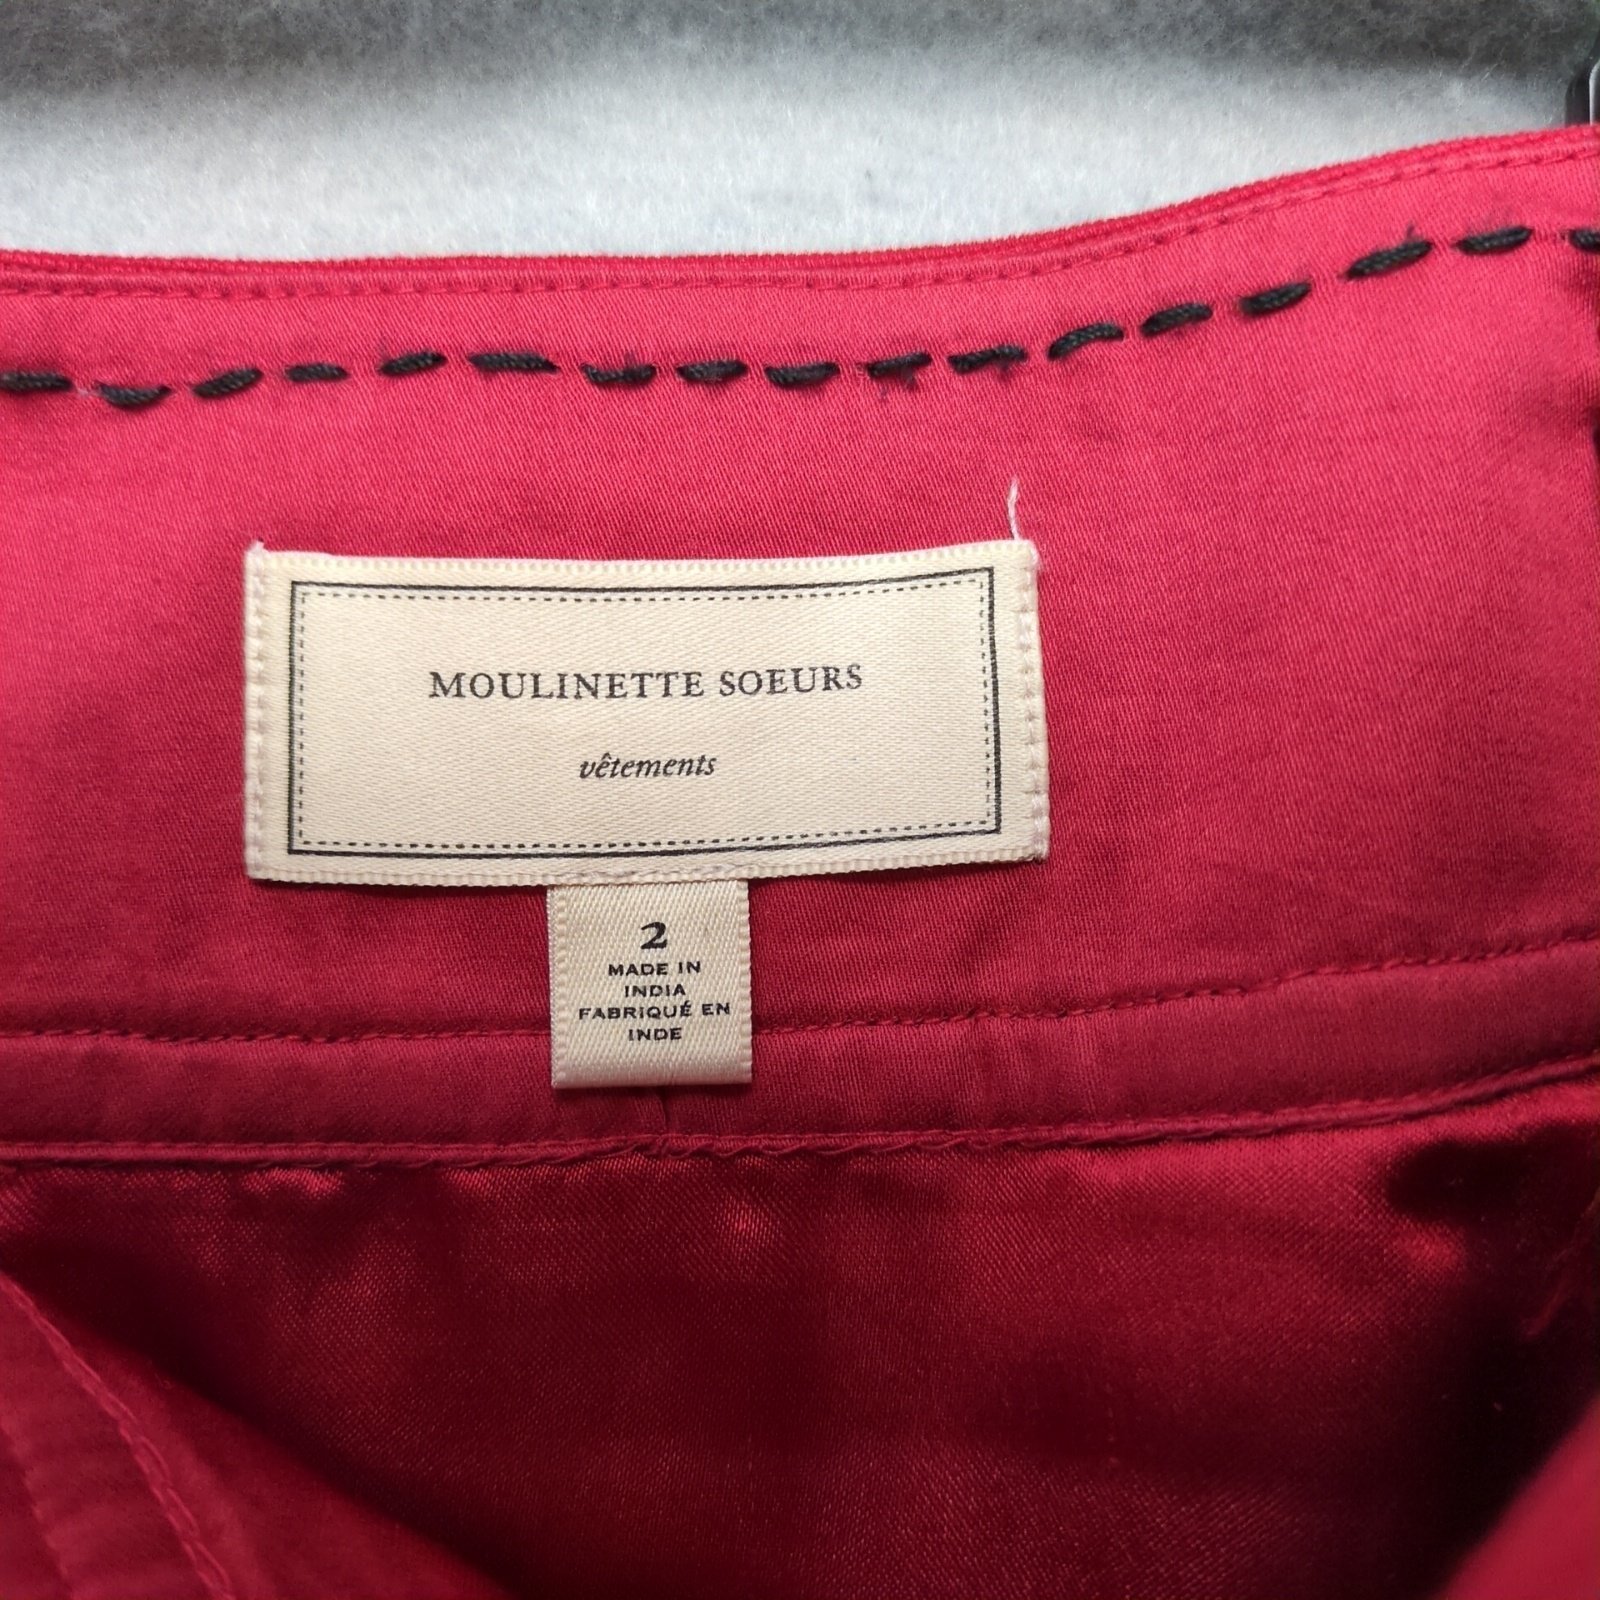 MOULINETTE SOEURS
vêtements
2
MADE IN
INDIA
FABRIQUÉ EN
INDE